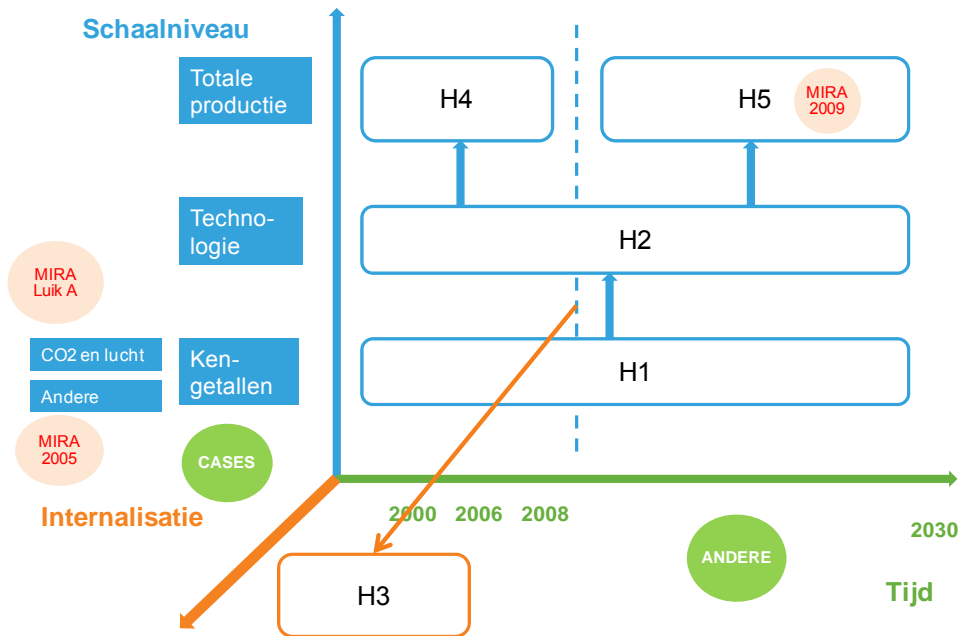 Schaalniveau
Totale
productie
H4
H5
MIRA
2009
Techno-
logie
H2
MIRA
Luik A
CO2 en lucht
Andere
Ken-
getallen
H1
MIRA
2005
CASES
Internalisatie
2000
2006
2008
2030
ANDERE
Tijd
H3